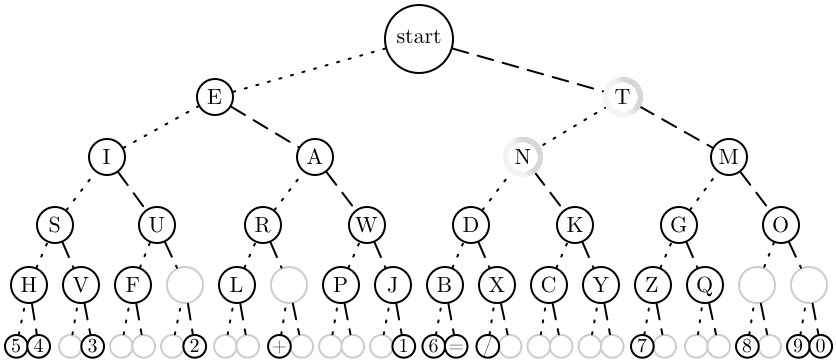 start
E T
I A N M
S U R W D K G O
H V F L P J B X C Y Z Q
5 4 3 2 + 1 6 = / 7 8 9 0